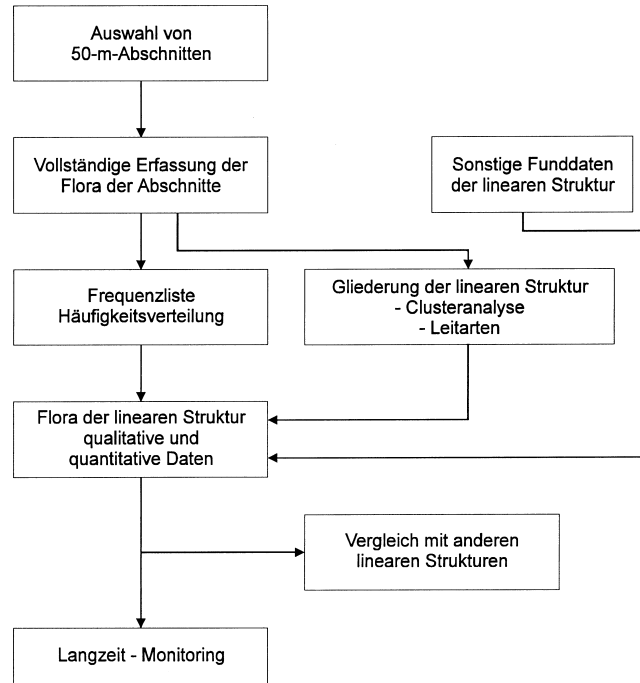 Auswahl von
50-m-Abschnitten
Vollständige Erfassung der
Flora der Abschnitte
Sonstige Funddaten
der linearen Struktur
Frequenzliste
Häufigkeitsverteilung
Gliederung der linearen Struktur
- Clusteranalyse
- Leitarten
Flora der linearen Struktur
qualitative und
quantitative Daten
Vergleich mit anderen
linearen Strukturen
Langzeit - Monitoring